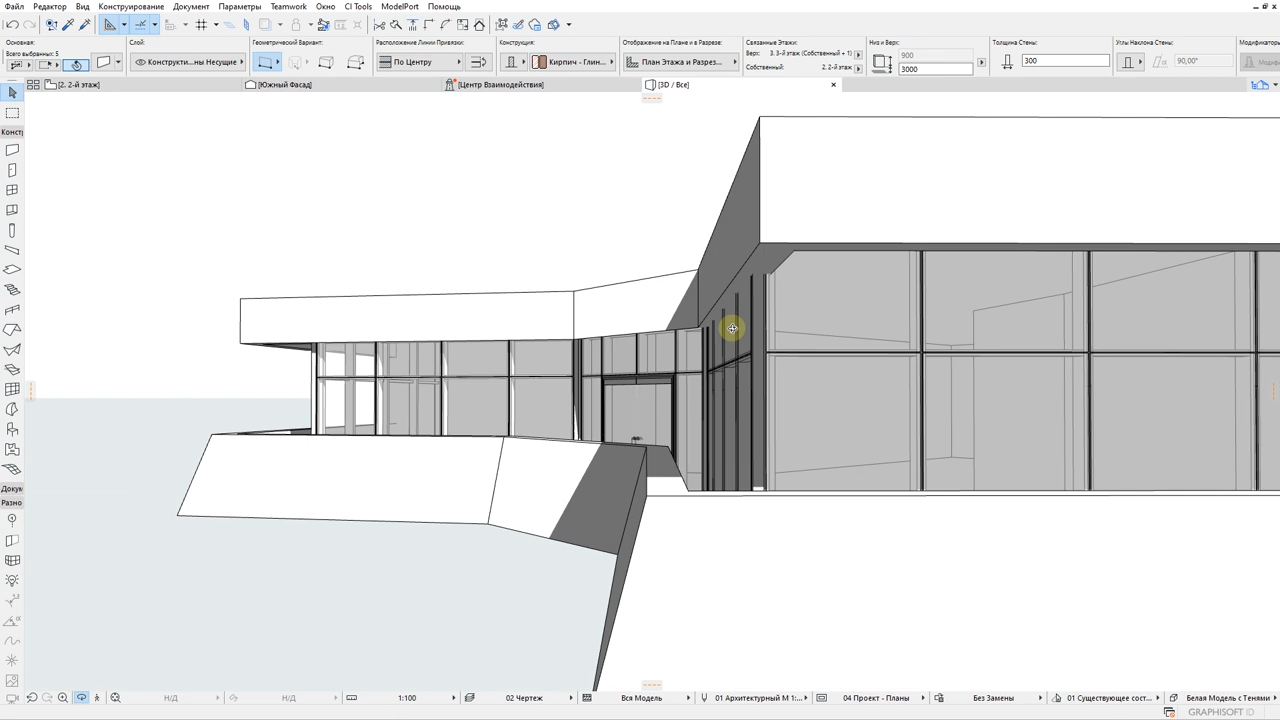 Файл Редактор Вид Конструирование Документ Параметры Teamwork Окно CI Tools ModelPort Помощь
Основная: Слой: Геометрический Вариант: Расположение Линии Привязки: Конструкция: Отображение на Плане и в Разрезе: Связанные Этажи: Низ и Верх: Толщина Стены: Углы Наклона Стены: Модификатор
Всего выбранных: 5 Верх: 3. 3-й этаж (Собственный + 1) 900
Конструкти...ны Несущие По Центру Кирпич - Глин... План Этажа и Разрез... 300 90,00° Модиф
Собственный: 2. 2-й этаж 3000
[2. 2-й этаж] [Южный Фасад] [Центр Взаимодействия] [3D / Все]
Конст
Докум
Разно
Н/Д Н/Д 1:100 02 Чертеж Вся Модель 01 Архитектурный М 1:... 04 Проект - Планы Без Замены 01 Существующее сост... Белая Модель с Тенями
GRAPHISOFT ID